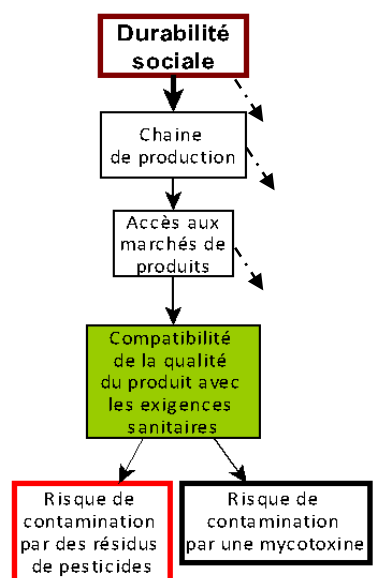 Durabilité
sociale
Chaine
de production
Accès aux
marchés de
produits
Compatibilité
de la qualité
du produit avec
les exigences
sanitaires
Risque de
contamination
par des résidus
de pesticides
Risque de
contamination
par une mycotoxine